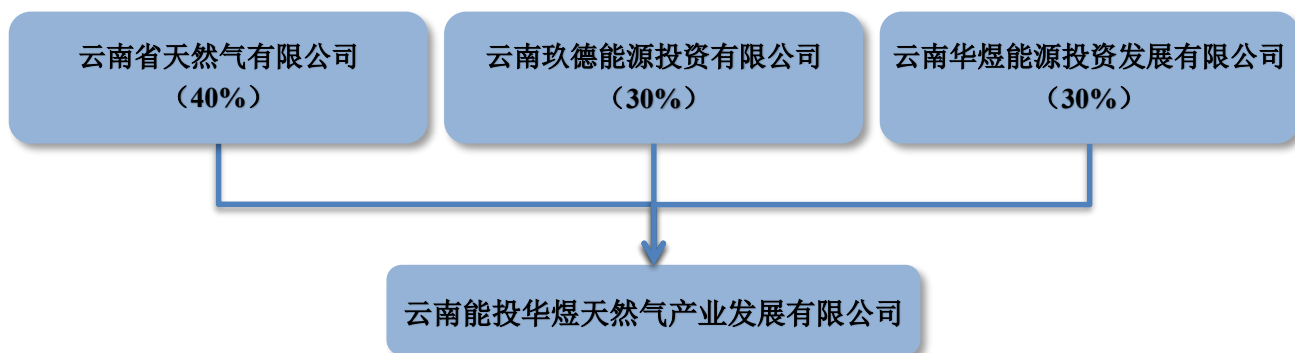 云南省天然气有限公司
（40%）
云南玖德能源投资有限公司
（30%）
云南华煜能源投资发展有限公司
（30%）
云南能投华煜天然气产业发展有限公司